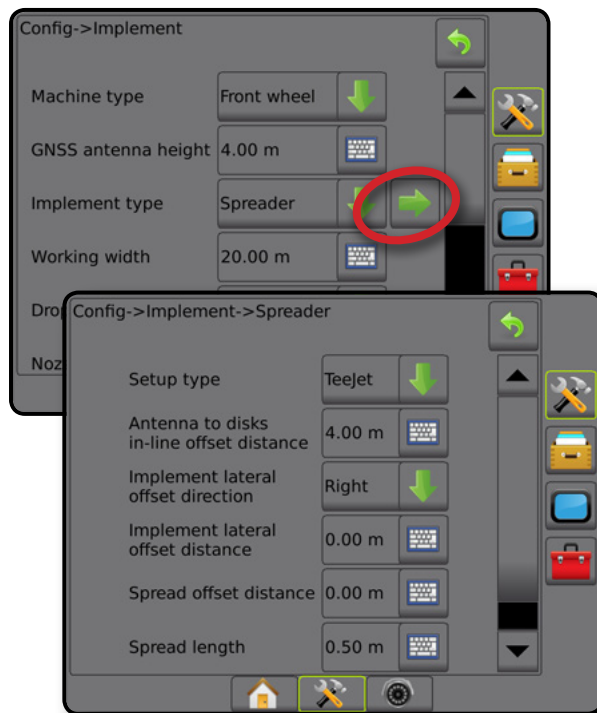 Config->Implement
Machine type Front wheel
GNSS antenna height 4.00 m
Implement type Spreader
Working width 20.00 m
Config->Implement->Spreader
Setup type TeeJet
Antenna to disks
in-line offset distance 4.00 m
Implement lateral
offset direction Right
Implement lateral
offset distance 0.00 m
Spread offset distance 0.00 m
Spread length 0.50 m